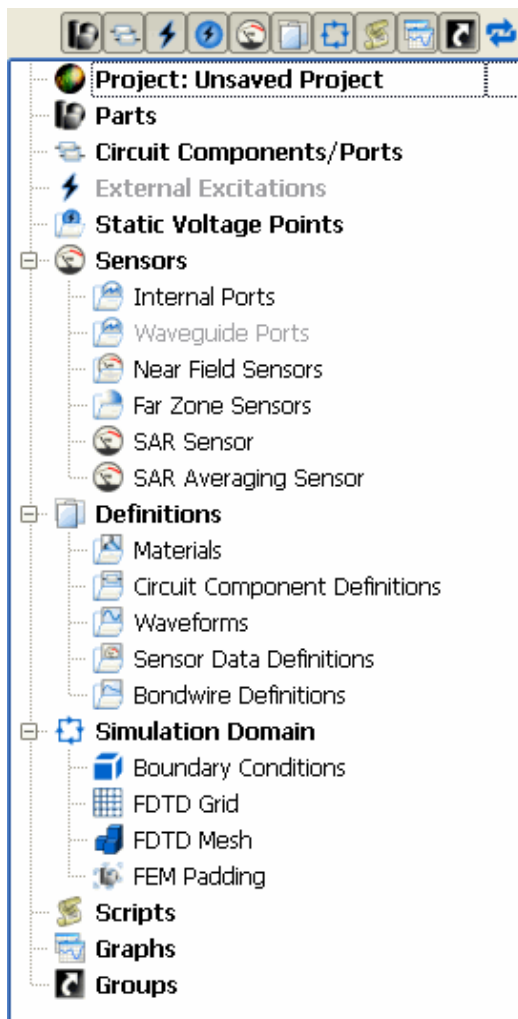 Project: Unsaved Project
Parts
Circuit Components/Ports
External Excitations
Static Voltage Points
Sensors
Internal Ports
Waveguide Ports
Near Field Sensors
Far Zone Sensors
SAR Sensor
SAR Averaging Sensor
Definitions
Materials
Circuit Component Definitions
Waveforms
Sensor Data Definitions
Bondwire Definitions
Simulation Domain
Boundary Conditions
FDTD Grid
FDTD Mesh
FEM Padding
Scripts
Graphs
Groups